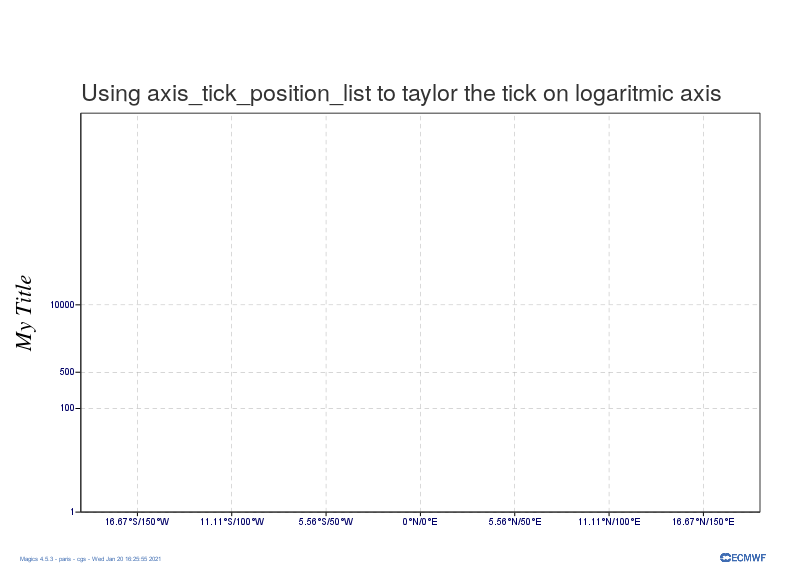 Using axis_tick_position_list to taylor the tick on logaritmic axis
My Title
10000
500
100
1
16.67°S/150°W 11.11°S/100°W 5.56°S/50°W 0°N/0°E 5.56°N/50°E 11.11°N/100°E 16.67°N/150°E
Magics 4.5.3 - paris - cgs - Wed Jan 20 16:25:55 2021
ECMWF